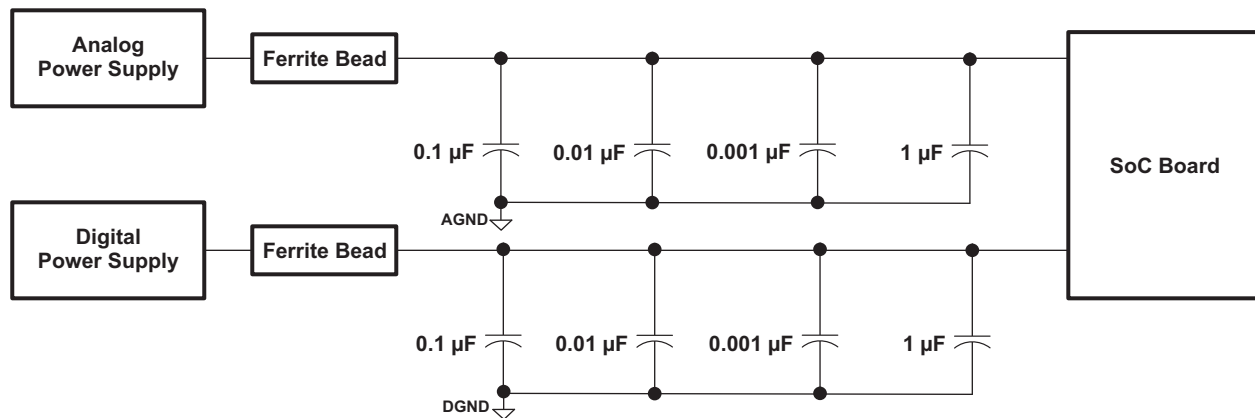 Analog
Power Supply
Ferrite Bead
0.1 µF
0.01 µF
0.001 µF
1 µF
SoC Board
AGND
Digital
Power Supply
Ferrite Bead
0.1 µF
0.01 µF
0.001 µF
1 µF
DGND